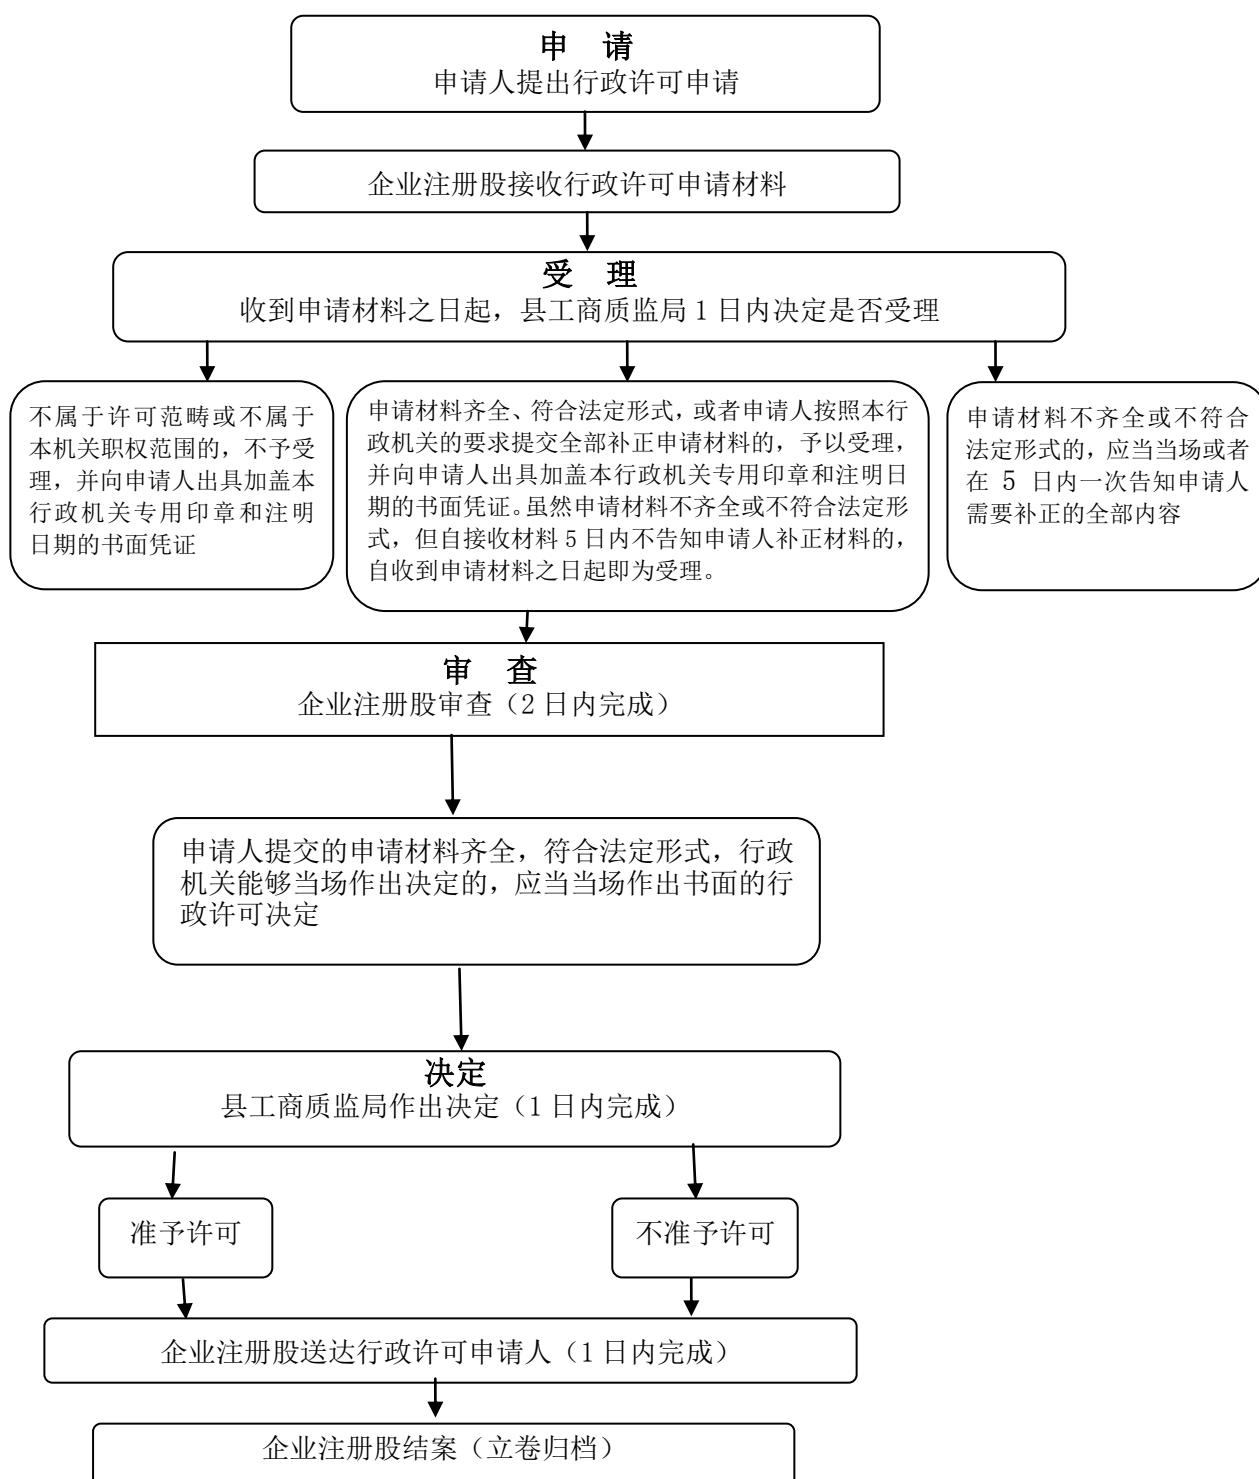 申 请
申请人提出行政许可申请
企业注册股接收行政许可申请材料
受 理
收到申请材料之日起，县工商质监局 1 日内决定是否受理
不属于许可范畴或不属于
本机关职权范围的，不予受
理，并向申请人出具加盖本
行政机关专用印章和注明
日期的书面凭证
申请材料齐全、符合法定形式，或者申请人按照本行
政机关的要求提交全部补正申请材料的，予以受理，
并向申请人出具加盖本行政机关专用印章和注明日
期的书面凭证。虽然申请材料不齐全或不符合法定形
式，但自接收材料 5 日内不告知申请人补正材料的，
自收到申请材料之日起即为受理。
申请材料不齐全或不符合
法定形式的，应当当场或者
在 5 日内一次告知申请人
需要补正的全部内容
审 查
企业注册股审查（2 日内完成）
申请人提交的申请材料齐全，符合法定形式，行政
机关能够当场作出决定的，应当当场作出书面的行
政许可决定
决定
县工商质监局作出决定（1 日内完成）
准予许可
不准予许可
企业注册股送达行政许可申请人（1 日内完成）
企业注册股结案（立卷归档）